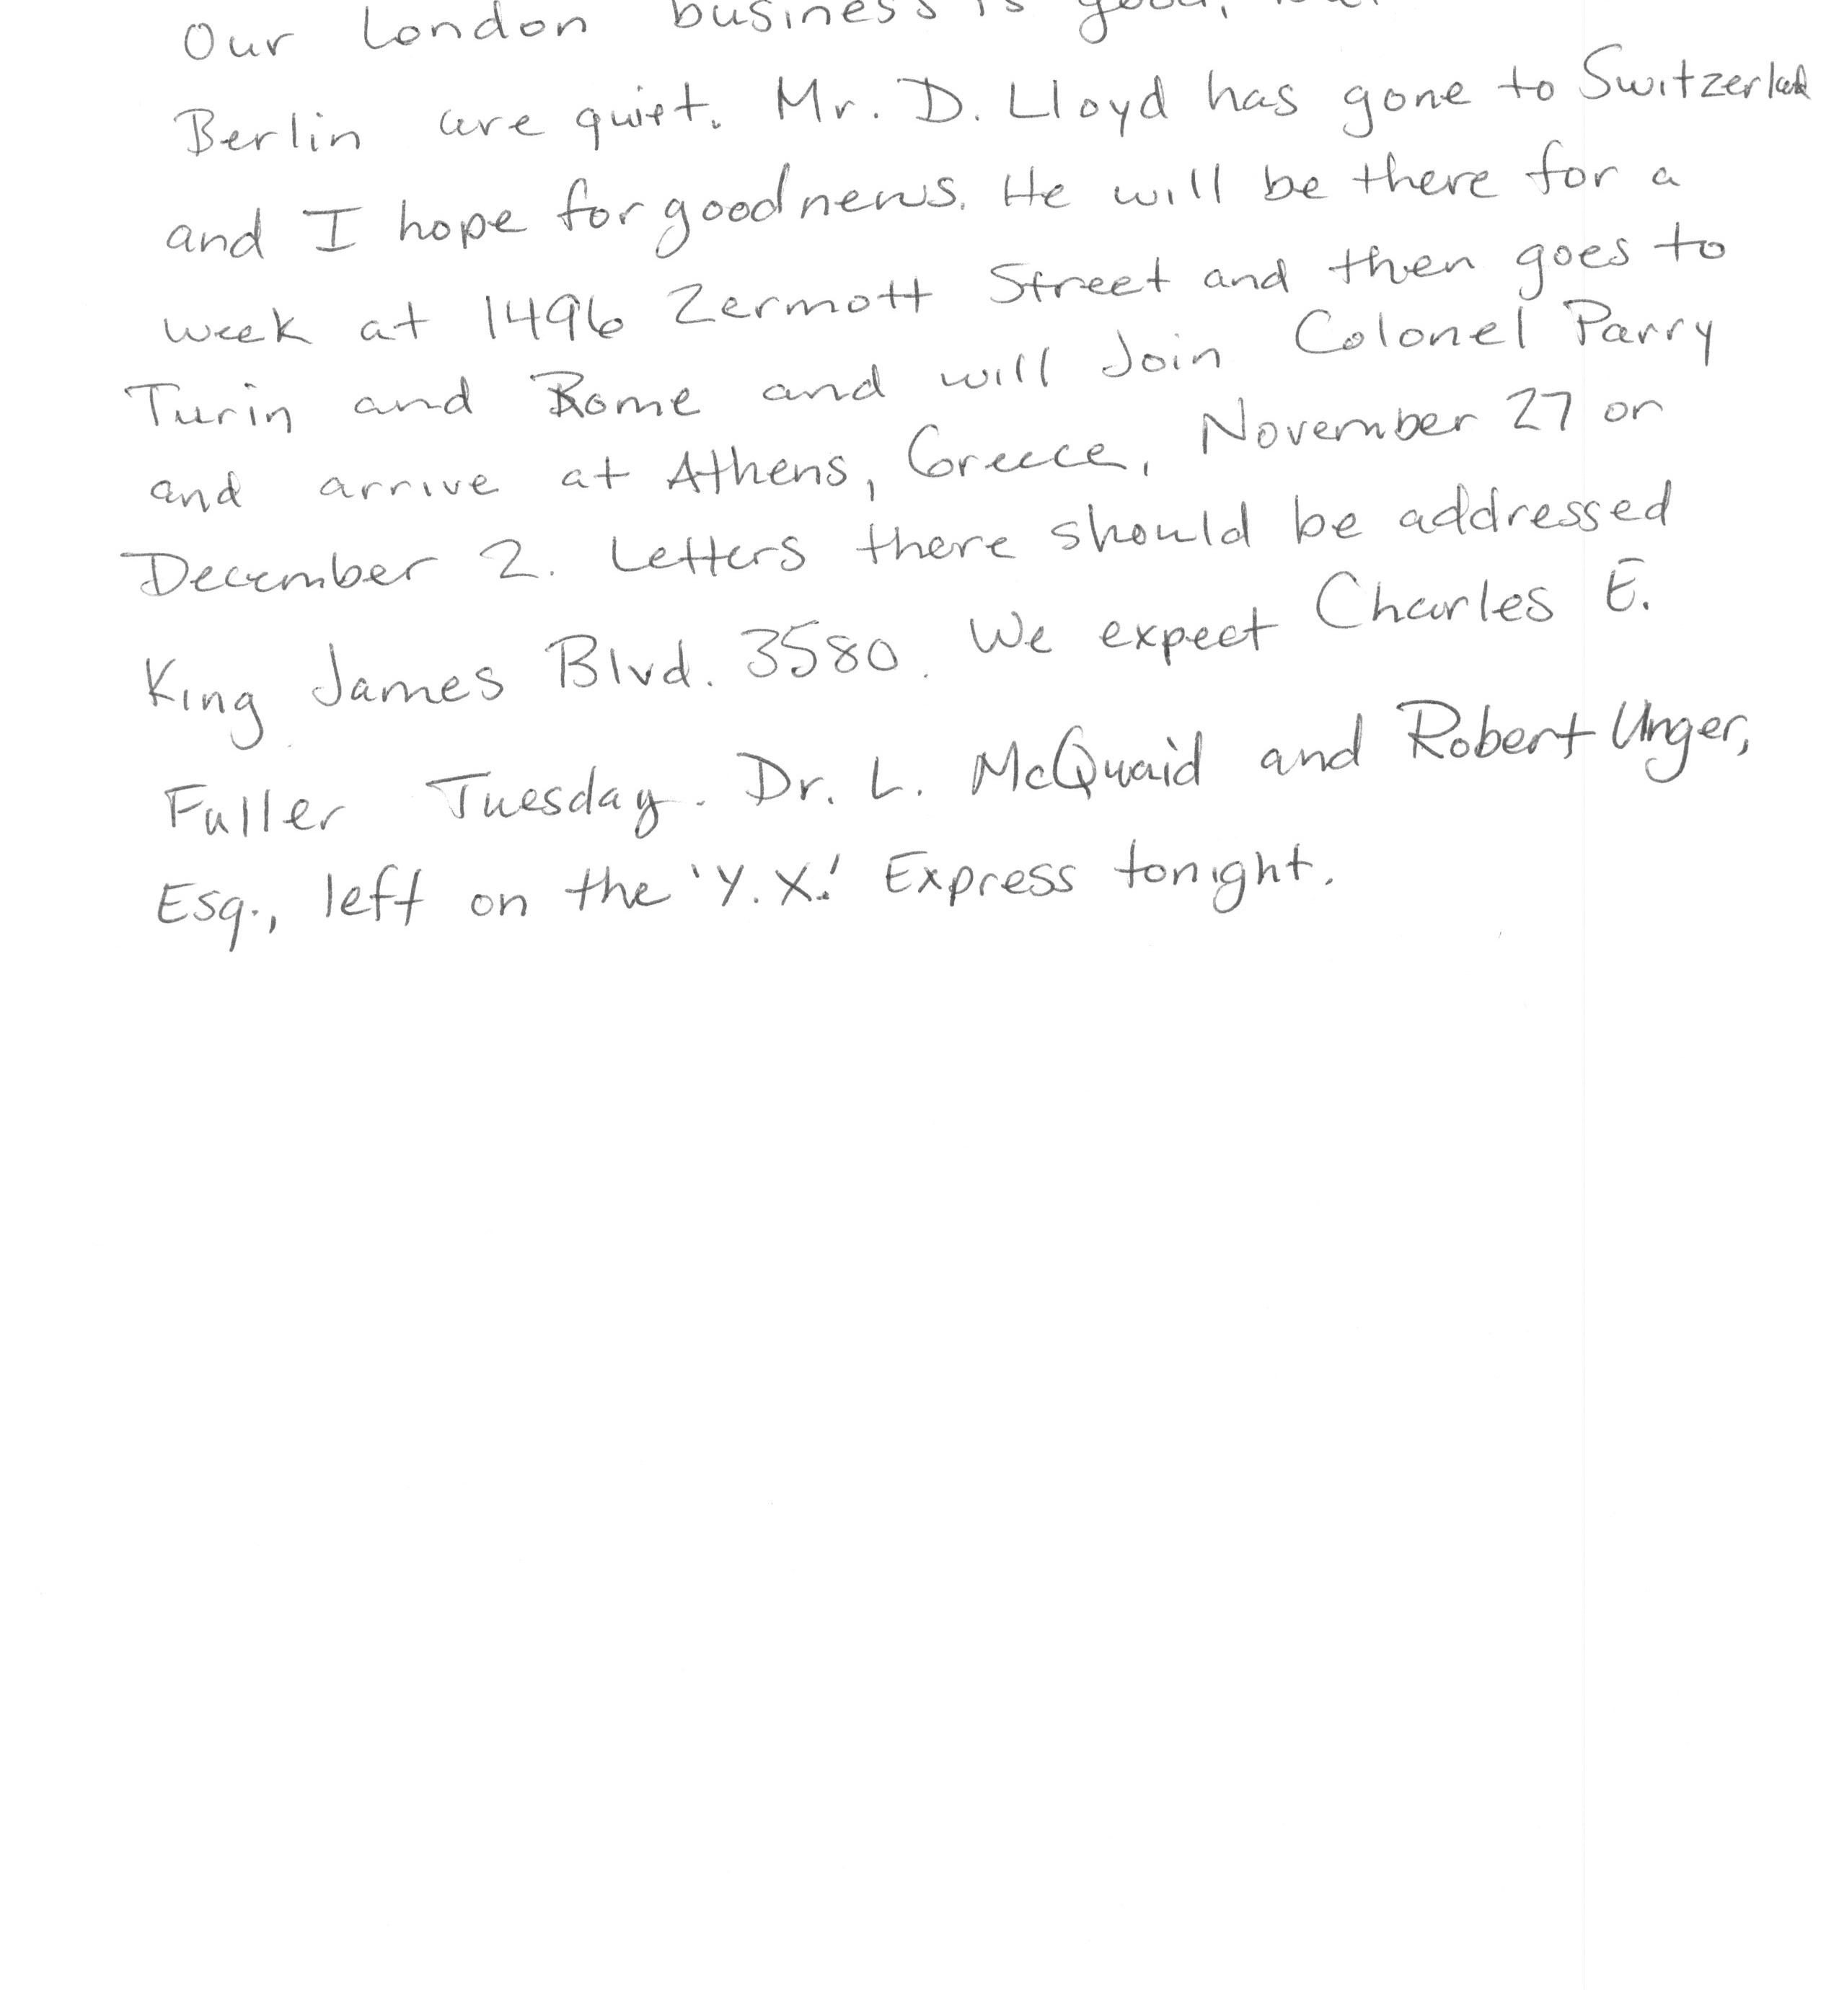 Our London business is good,
Berlin are quiet. Mr. D. Lloyd has gone to Switzerland
and I hope for good news. He will be there for a
week at 1496 Zermott Street and then goes to
Turin and Rome and will Join Colonel Parry
and arrive at Athens, Greece, November 27 or
December 2. Letters there should be addressed
King James Blvd. 3580. We expect Charles E.
Fuller Tuesday. Dr. L. McQuaid and Robert Unger,
Esq., left on the 'Y.X.' Express tonight.